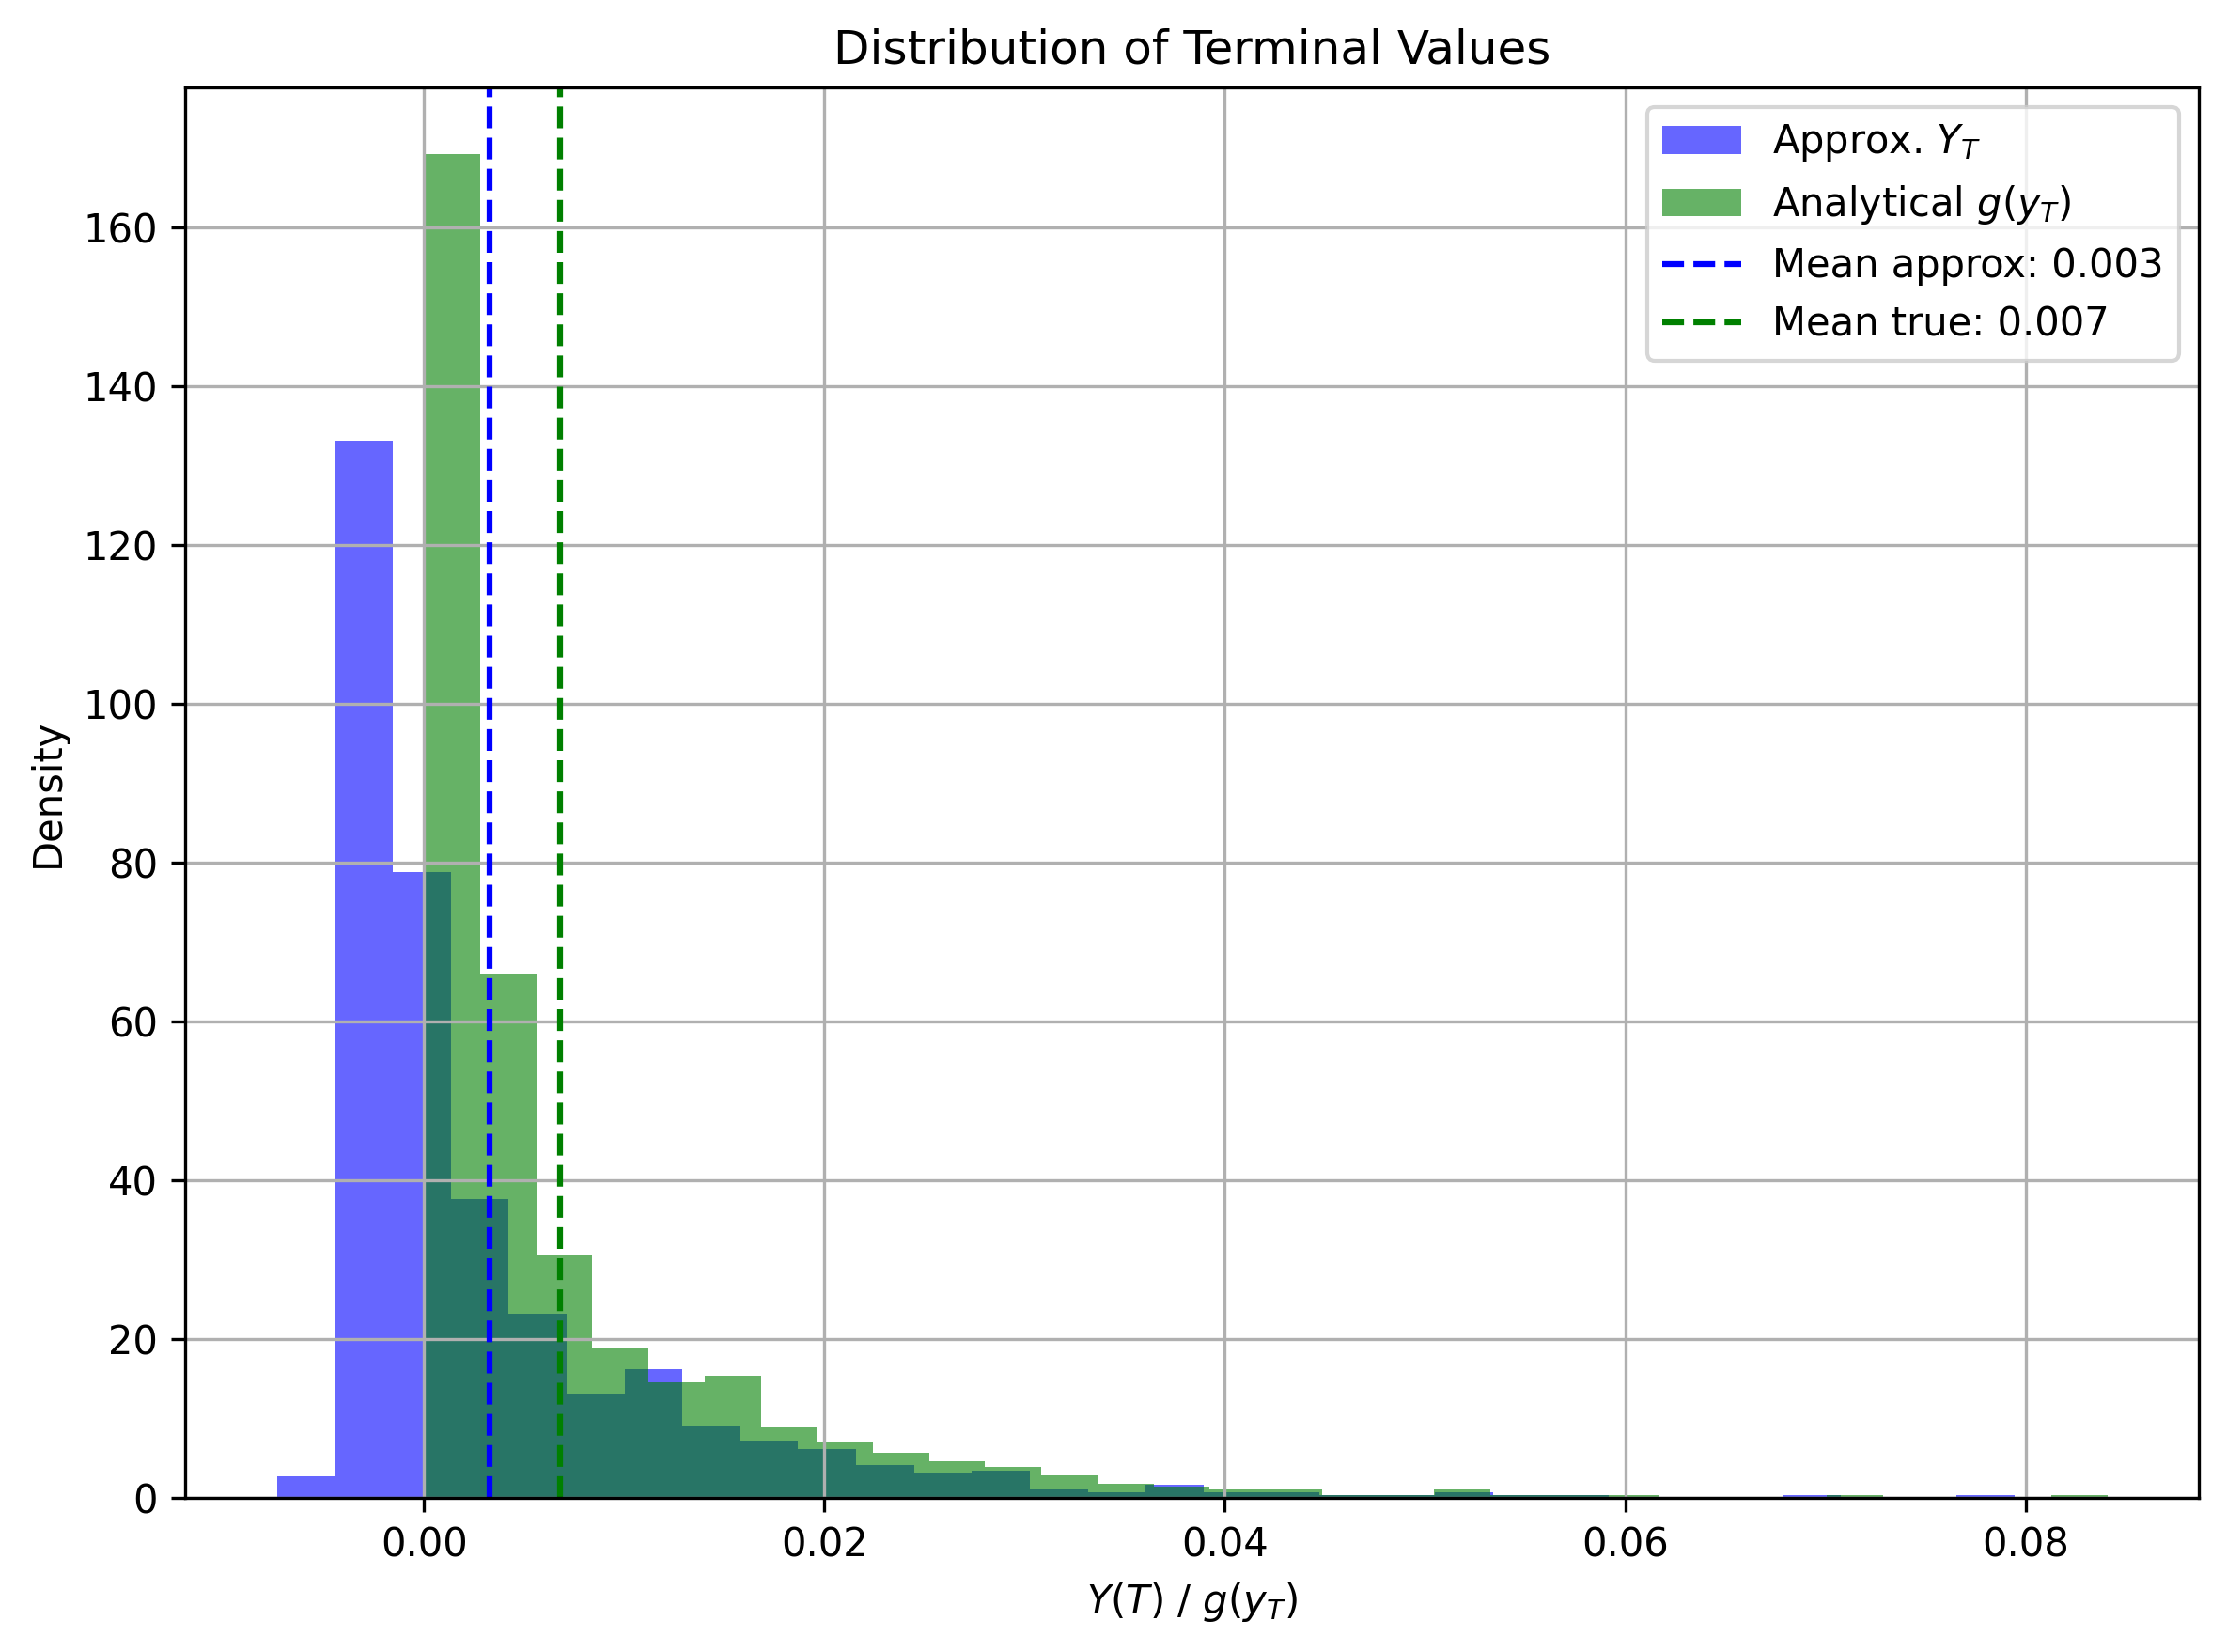 Distribution of Terminal Values
Approx. $Y_T$
Analytical $g(y_T)$
Mean approx: 0.003
Mean true: 0.007
160
140
120
100
80
60
40
20
0
Density
0.00 0.02 0.04 0.06 0.08
$Y(T)$ / $g(y_T)$